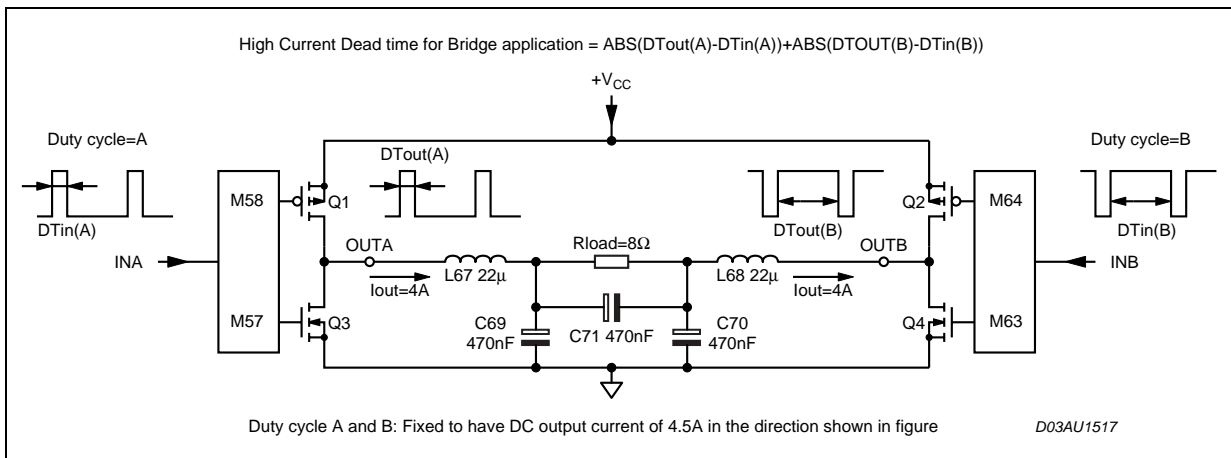 High Current Dead time for Bridge application = ABS(DTout(A)-DTin(A))+ABS(DTOUT(B)-DTin(B))
+VCC
Duty cycle=A
DTin(A)
INA
M58
M57
Q1
Q3
DTout(A)
OUTA
Iout=4A
L67 22µ
Rload=8Ω
C69
470nF
C71 470nF
C70
470nF
L68 22µ
DTout(B)
OUTB
Iout=4A
Q2
Q4
M64
M63
Duty cycle=B
DTin(B)
INB
Duty cycle A and B: Fixed to have DC output current of 4.5A in the direction shown in figure
D03AU1517